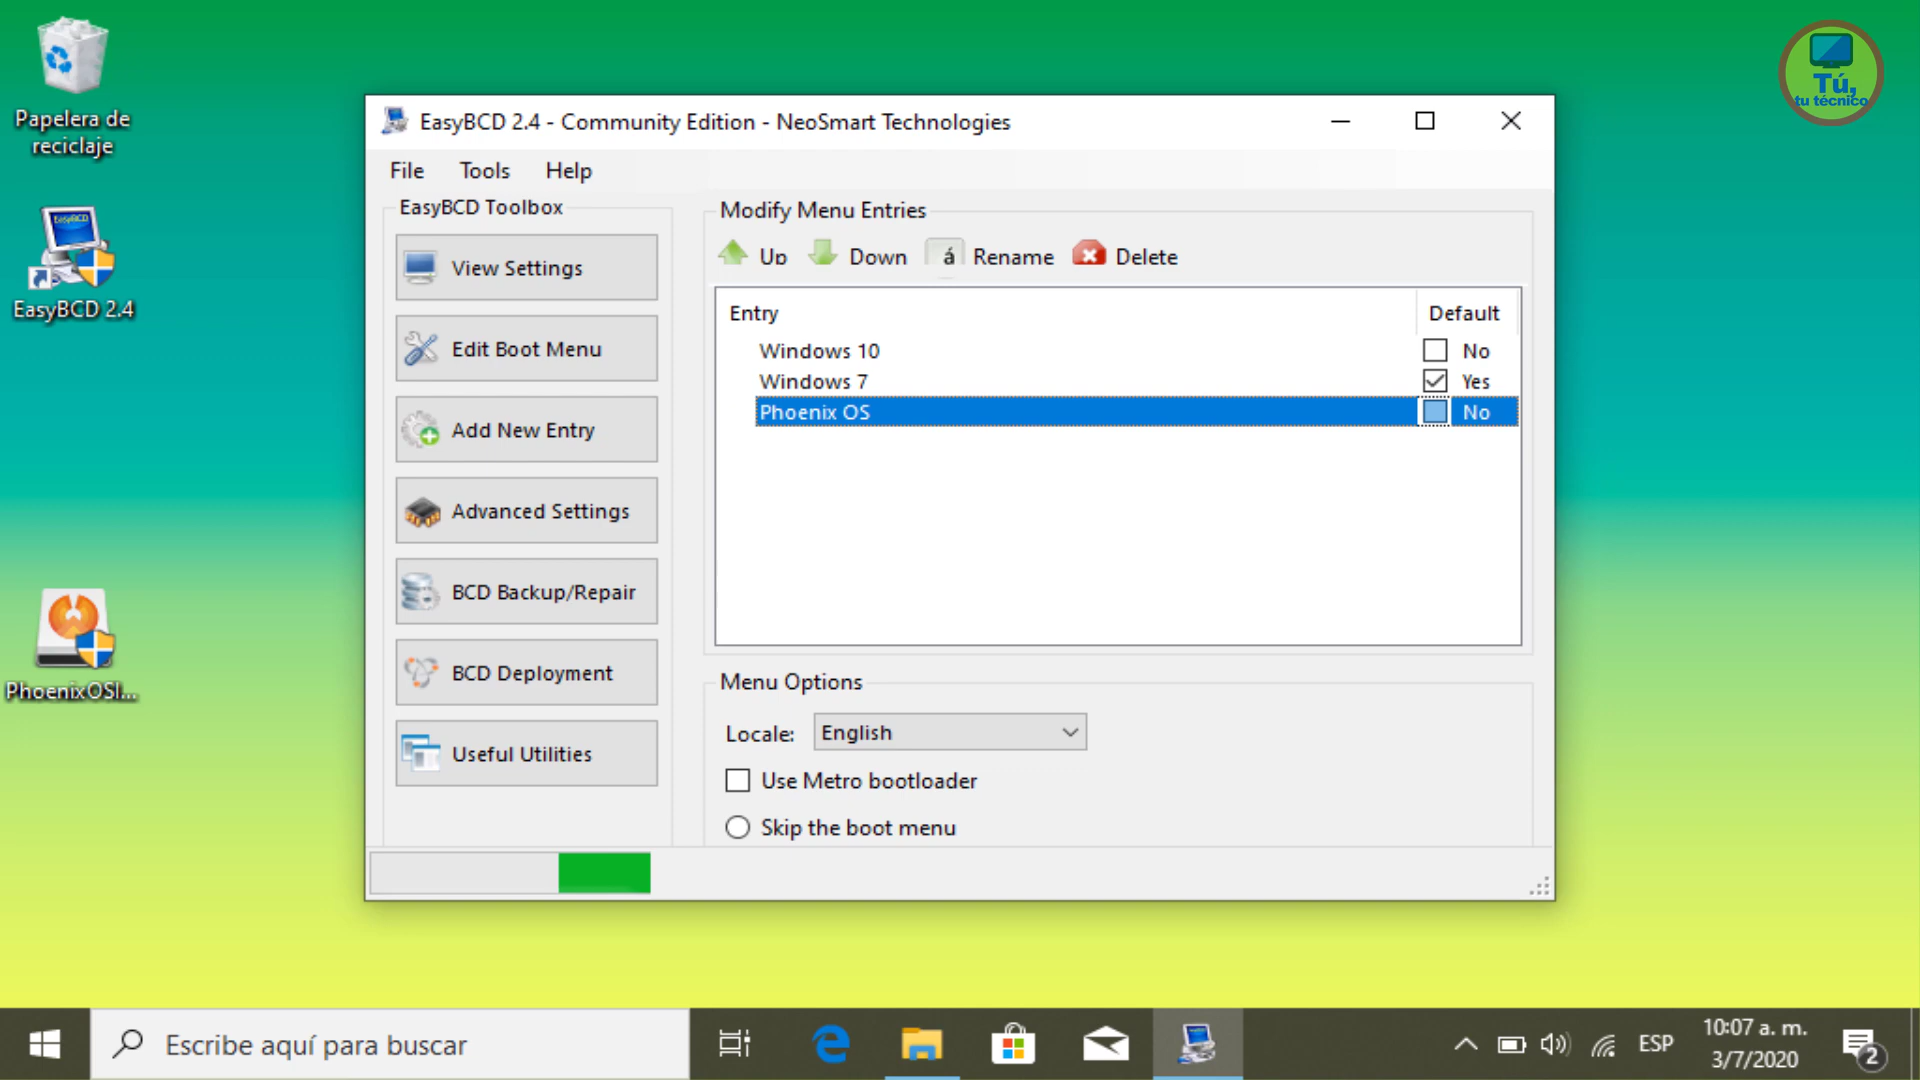 Papelera de
reciclaje
EasyBCD
EasyBCD 2.4
PhoenixOSI...
Tú,
tu técnico
EasyBCD 2.4 - Community Edition - NeoSmart Technologies
File Tools Help
EasyBCD Toolbox
View Settings
Edit Boot Menu
Add New Entry
Advanced Settings
BCD Backup/Repair
BCD Deployment
Useful Utilities
Modify Menu Entries
Up Down á Rename Delete
Entry Default
Windows 10 No
Windows 7 Yes
Phoenix OS No
Menu Options
Locale: English
Use Metro bootloader
Skip the boot menu
Escribe aquí para buscar
ESP
10:07 a. m.
3/7/2020
2